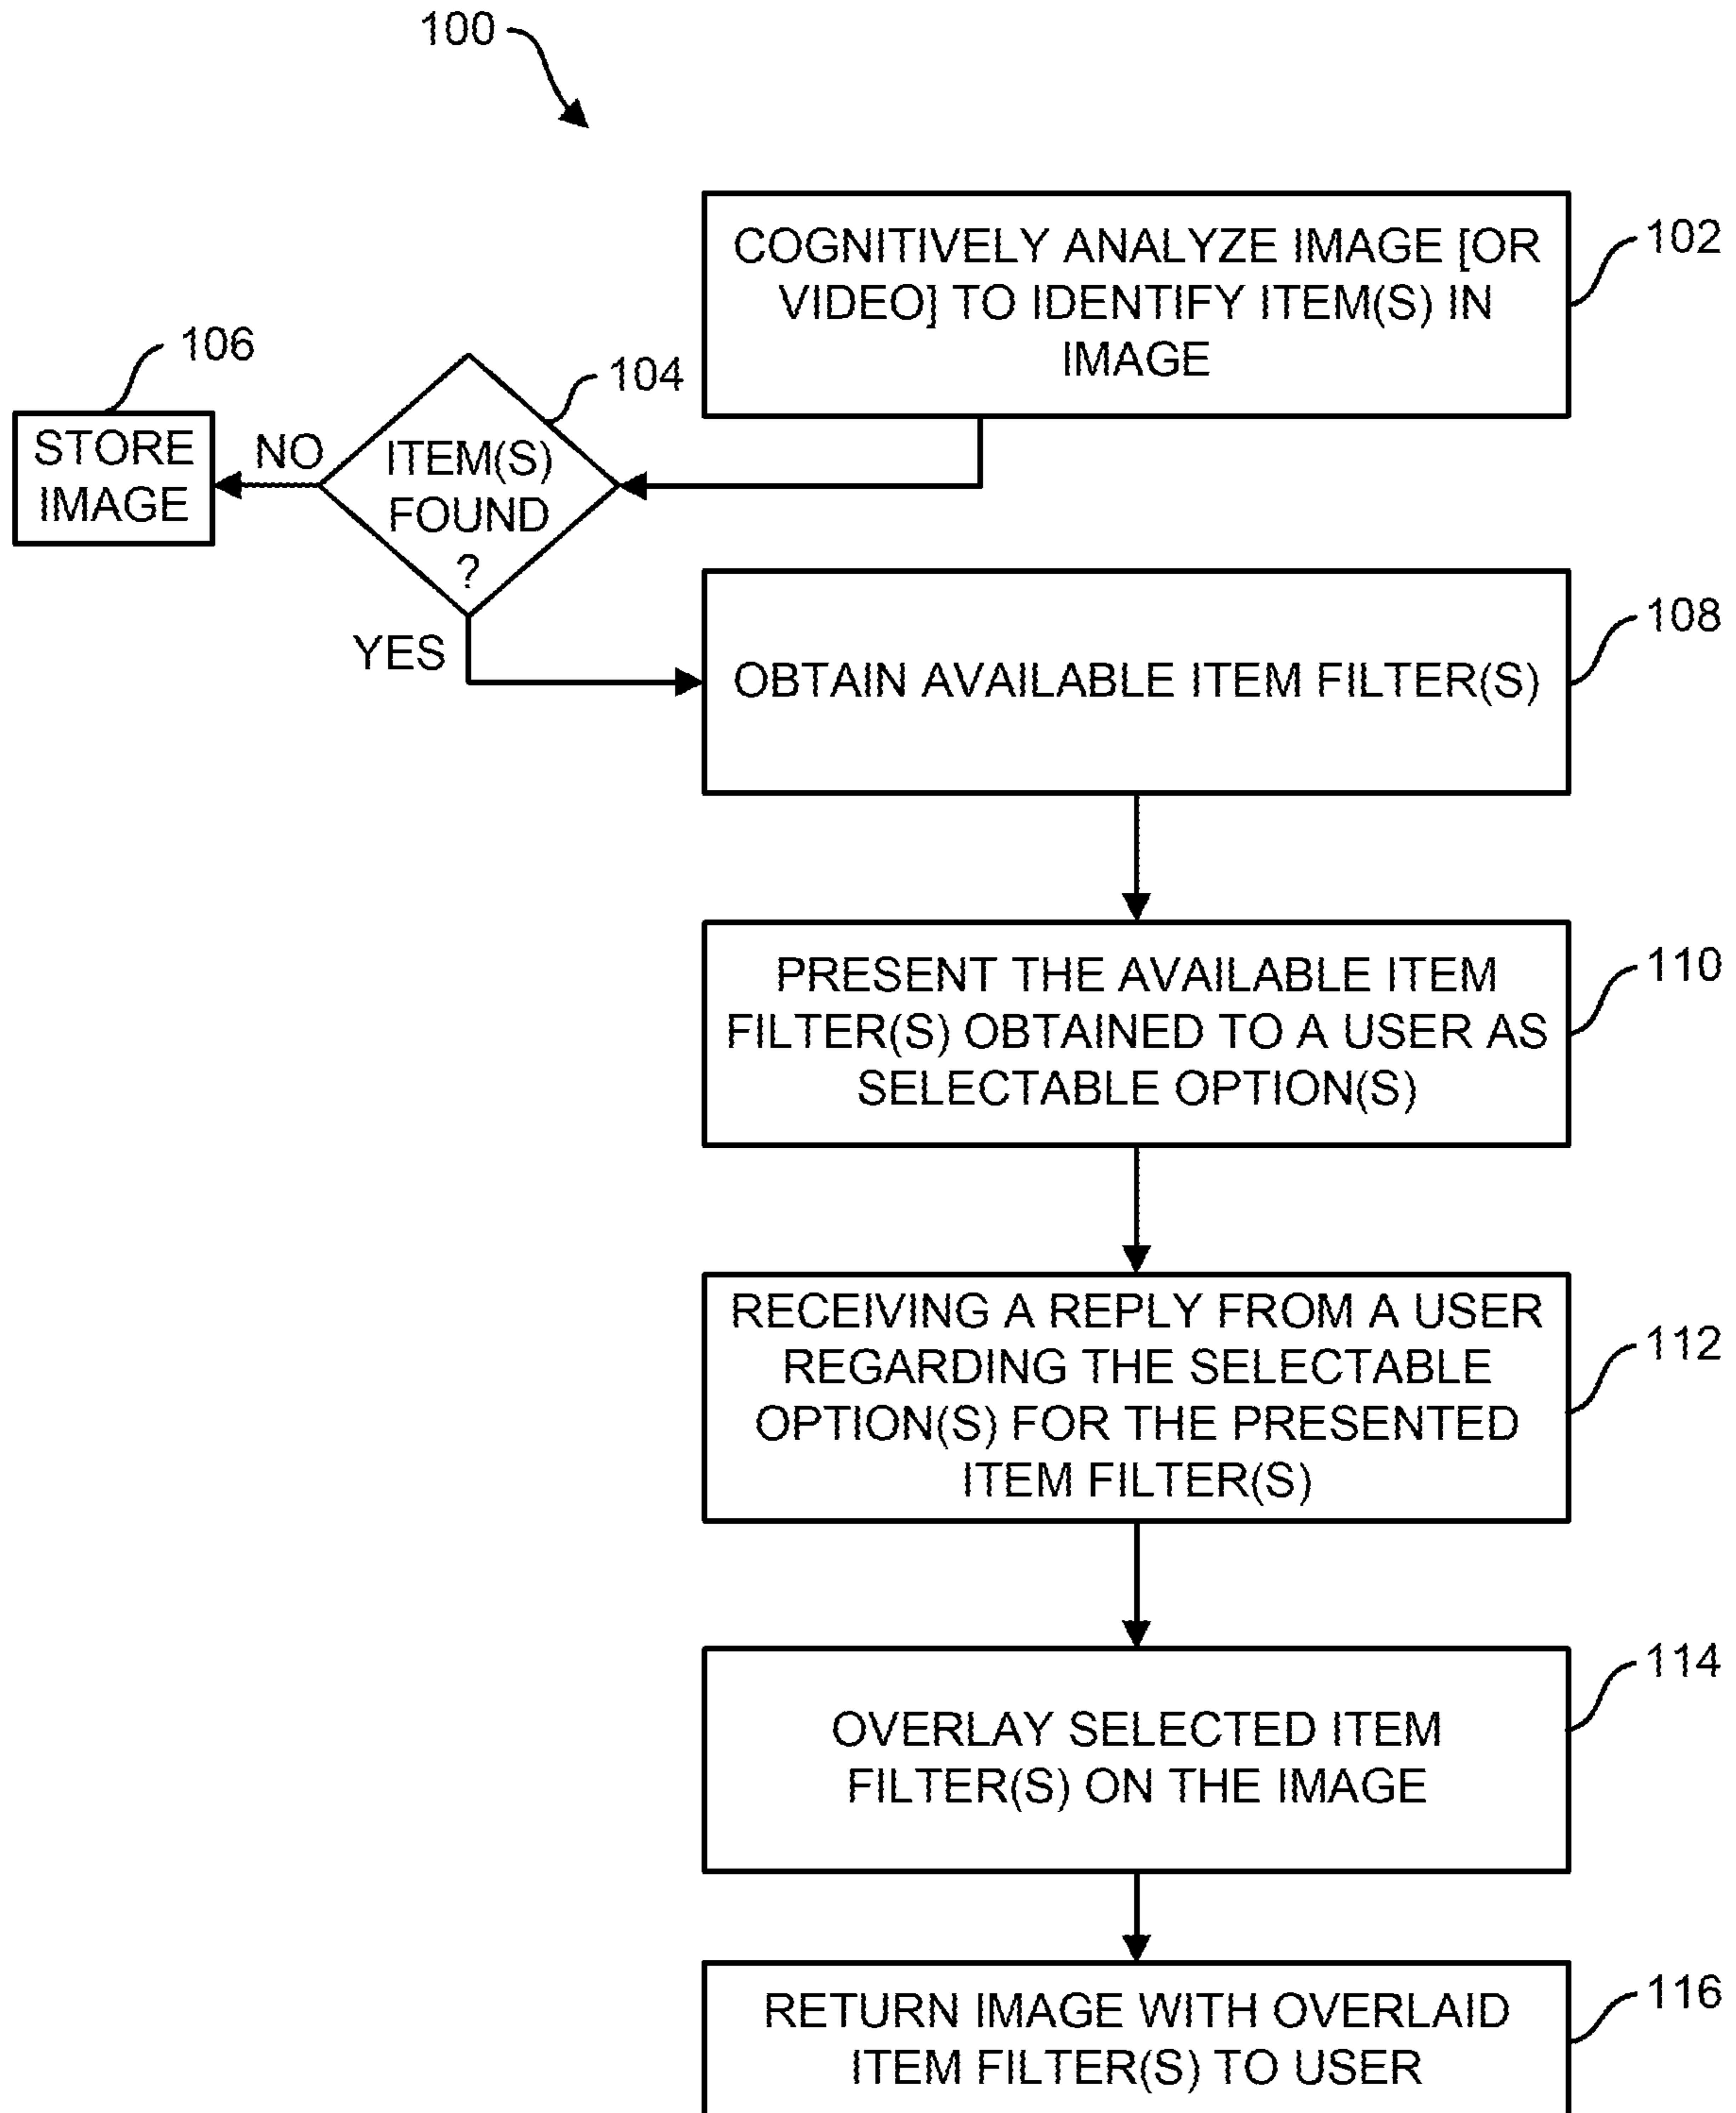 100
COGNITIVELY ANALYZE IMAGE [OR
VIDEO] TO IDENTIFY ITEM(S) IN
IMAGE
102
106
104
STORE
IMAGE
NO
ITEM(S)
FOUND
?
YES
OBTAIN AVAILABLE ITEM FILTER(S)
108
PRESENT THE AVAILABLE ITEM
FILTER(S) OBTAINED TO A USER AS
SELECTABLE OPTION(S)
110
RECEIVING A REPLY FROM A USER
REGARDING THE SELECTABLE
OPTION(S) FOR THE PRESENTED
ITEM FILTER(S)
112
OVERLAY SELECTED ITEM
FILTER(S) ON THE IMAGE
114
RETURN IMAGE WITH OVERLAID
ITEM FILTER(S) TO USER
116